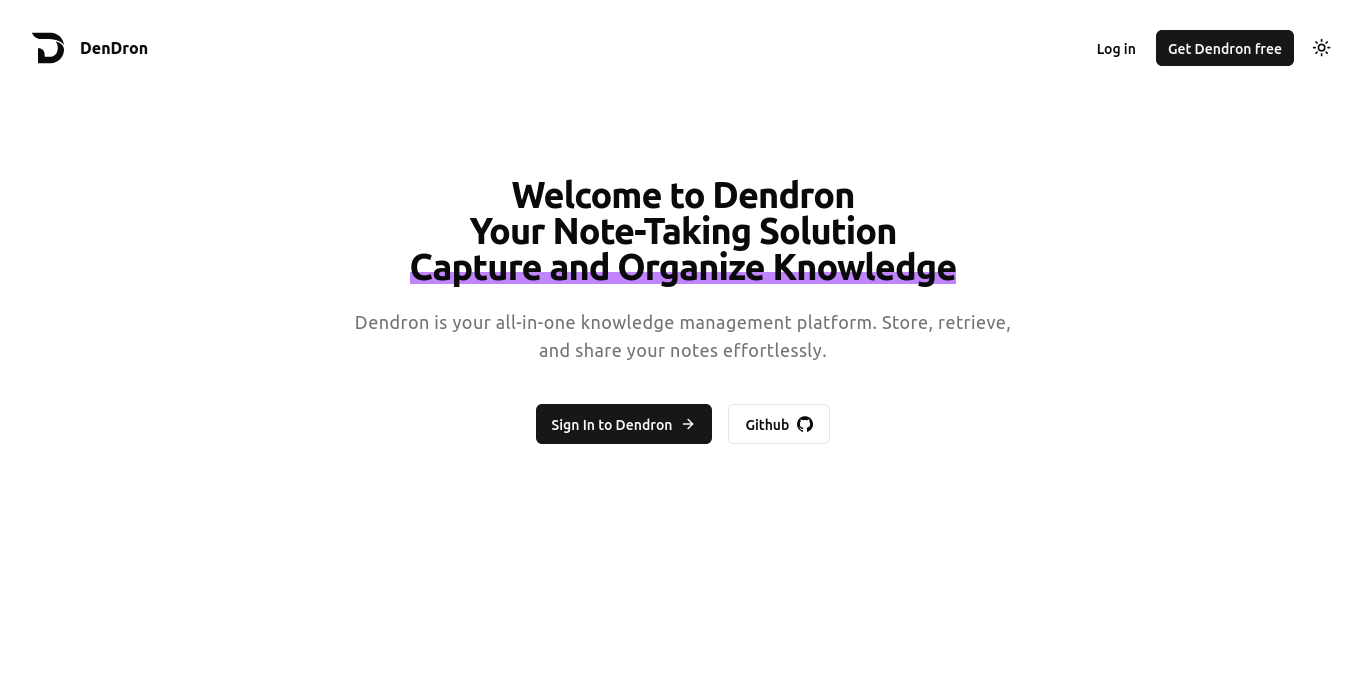 DenDron
Log in
Get Dendron free
Welcome to Dendron
Your Note-Taking Solution
Capture and Organize Knowledge
Dendron is your all-in-one knowledge management platform. Store, retrieve,
and share your notes effortlessly.
Sign In to Dendron
Github